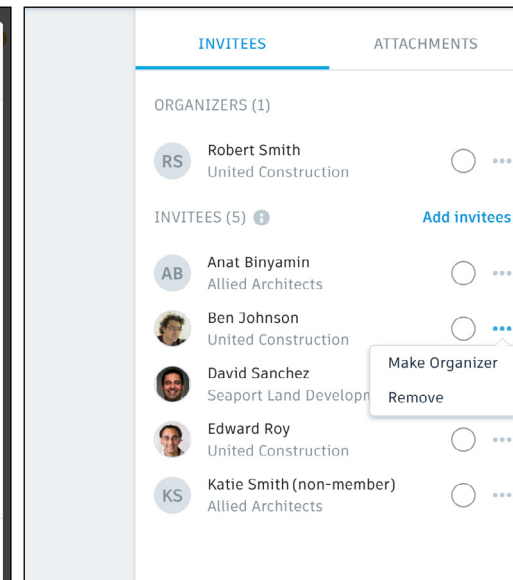 INVITEES ATTACHMENTS
ORGANIZERS (1)
RS Robert Smith
United Construction
INVITEES (5) Add invitees
AB Anat Binyamin
Allied Architects
Ben Johnson
United Construction
Make Organizer
David Sanchez
Seaport Land
Remove
Edward Roy
United Construction
KS Katie Smith (non-member)
Allied Architects